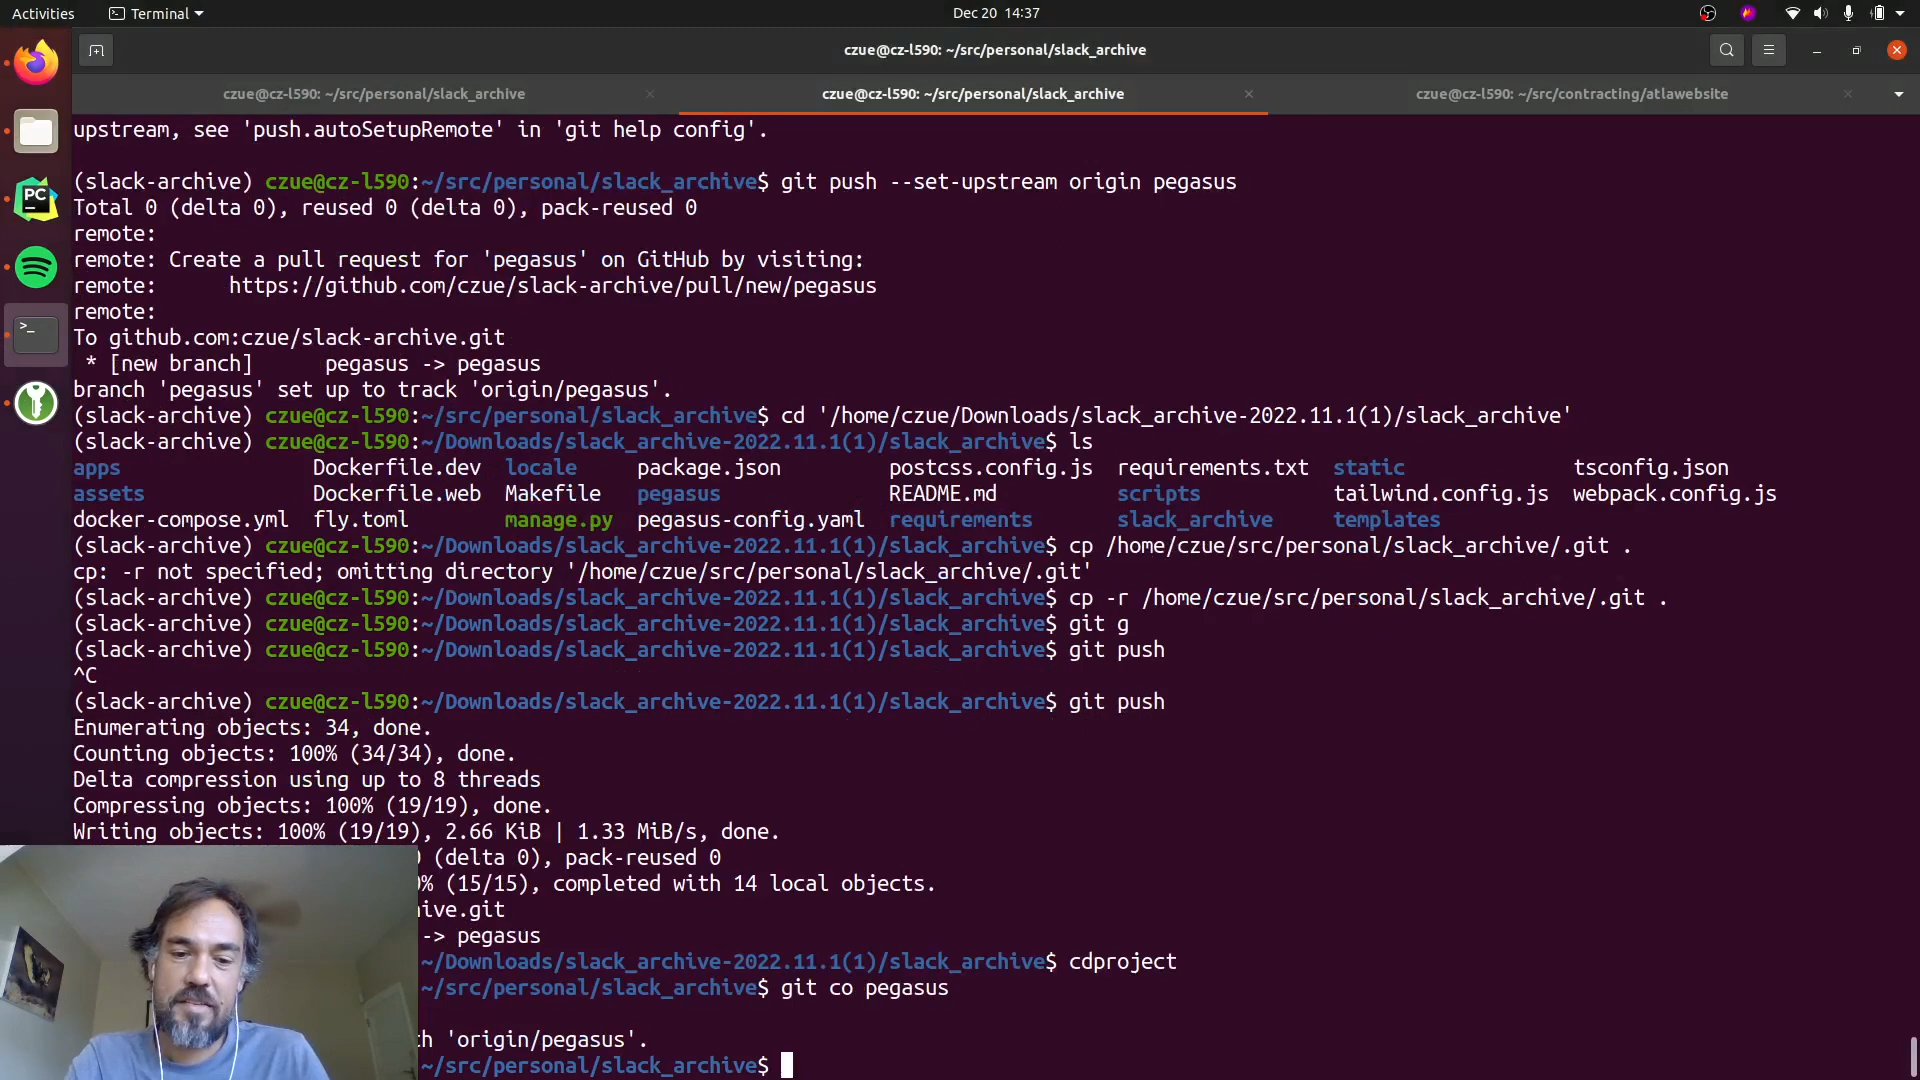 Activities
Terminal
Dec 20 14:37
czue@cz-l590: ~/src/personal/slack_archive
czue@cz-l590: ~/src/personal/slack_archive
czue@cz-l590: ~/src/personal/slack_archive
czue@cz-l590: ~/src/contracting/atlawebsite
PC
>_
upstream, see 'push.autoSetupRemote' in 'git help config'.
(slack-archive) czue@cz-l590:~/src/personal/slack_archive$ git push --set-upstream origin pegasus
Total 0 (delta 0), reused 0 (delta 0), pack-reused 0
remote:
remote: Create a pull request for 'pegasus' on GitHub by visiting:
remote:      https://github.com/czue/slack-archive/pull/new/pegasus
remote:
To github.com:czue/slack-archive.git
 * [new branch]      pegasus -> pegasus
branch 'pegasus' set up to track 'origin/pegasus'.
(slack-archive) czue@cz-l590:~/src/personal/slack_archive$ cd '/home/czue/Downloads/slack_archive-2022.11.1(1)/slack_archive'
(slack-archive) czue@cz-l590:~/Downloads/slack_archive-2022.11.1(1)/slack_archive$ ls
apps                Dockerfile.dev  locale     package.json         postcss.config.js  requirements.txt  static              tsconfig.json
assets              Dockerfile.web  Makefile   pegasus              README.md          scripts           tailwind.config.js  webpack.config.js
docker-compose.yml  fly.toml        manage.py  pegasus-config.yaml  requirements       slack_archive     templates
(slack-archive) czue@cz-l590:~/Downloads/slack_archive-2022.11.1(1)/slack_archive$ cp /home/czue/src/personal/slack_archive/.git .
cp: -r not specified; omitting directory '/home/czue/src/personal/slack_archive/.git'
(slack-archive) czue@cz-l590:~/Downloads/slack_archive-2022.11.1(1)/slack_archive$ cp -r /home/czue/src/personal/slack_archive/.git .
(slack-archive) czue@cz-l590:~/Downloads/slack_archive-2022.11.1(1)/slack_archive$ git g
(slack-archive) czue@cz-l590:~/Downloads/slack_archive-2022.11.1(1)/slack_archive$ git push
^C
(slack-archive) czue@cz-l590:~/Downloads/slack_archive-2022.11.1(1)/slack_archive$ git push
Enumerating objects: 34, done.
Counting objects: 100% (34/34), done.
Delta compression using up to 8 threads
Compressing objects: 100% (19/19), done.
Writing objects: 100% (19/19), 2.66 KiB | 1.33 MiB/s, done.
(delta 0), pack-reused 0
% (15/15), completed with 14 local objects.
ive.git
-> pegasus
~/Downloads/slack_archive-2022.11.1(1)/slack_archive$ cdproject
~/src/personal/slack_archive$ git co pegasus
h 'origin/pegasus'.
~/src/personal/slack_archive$